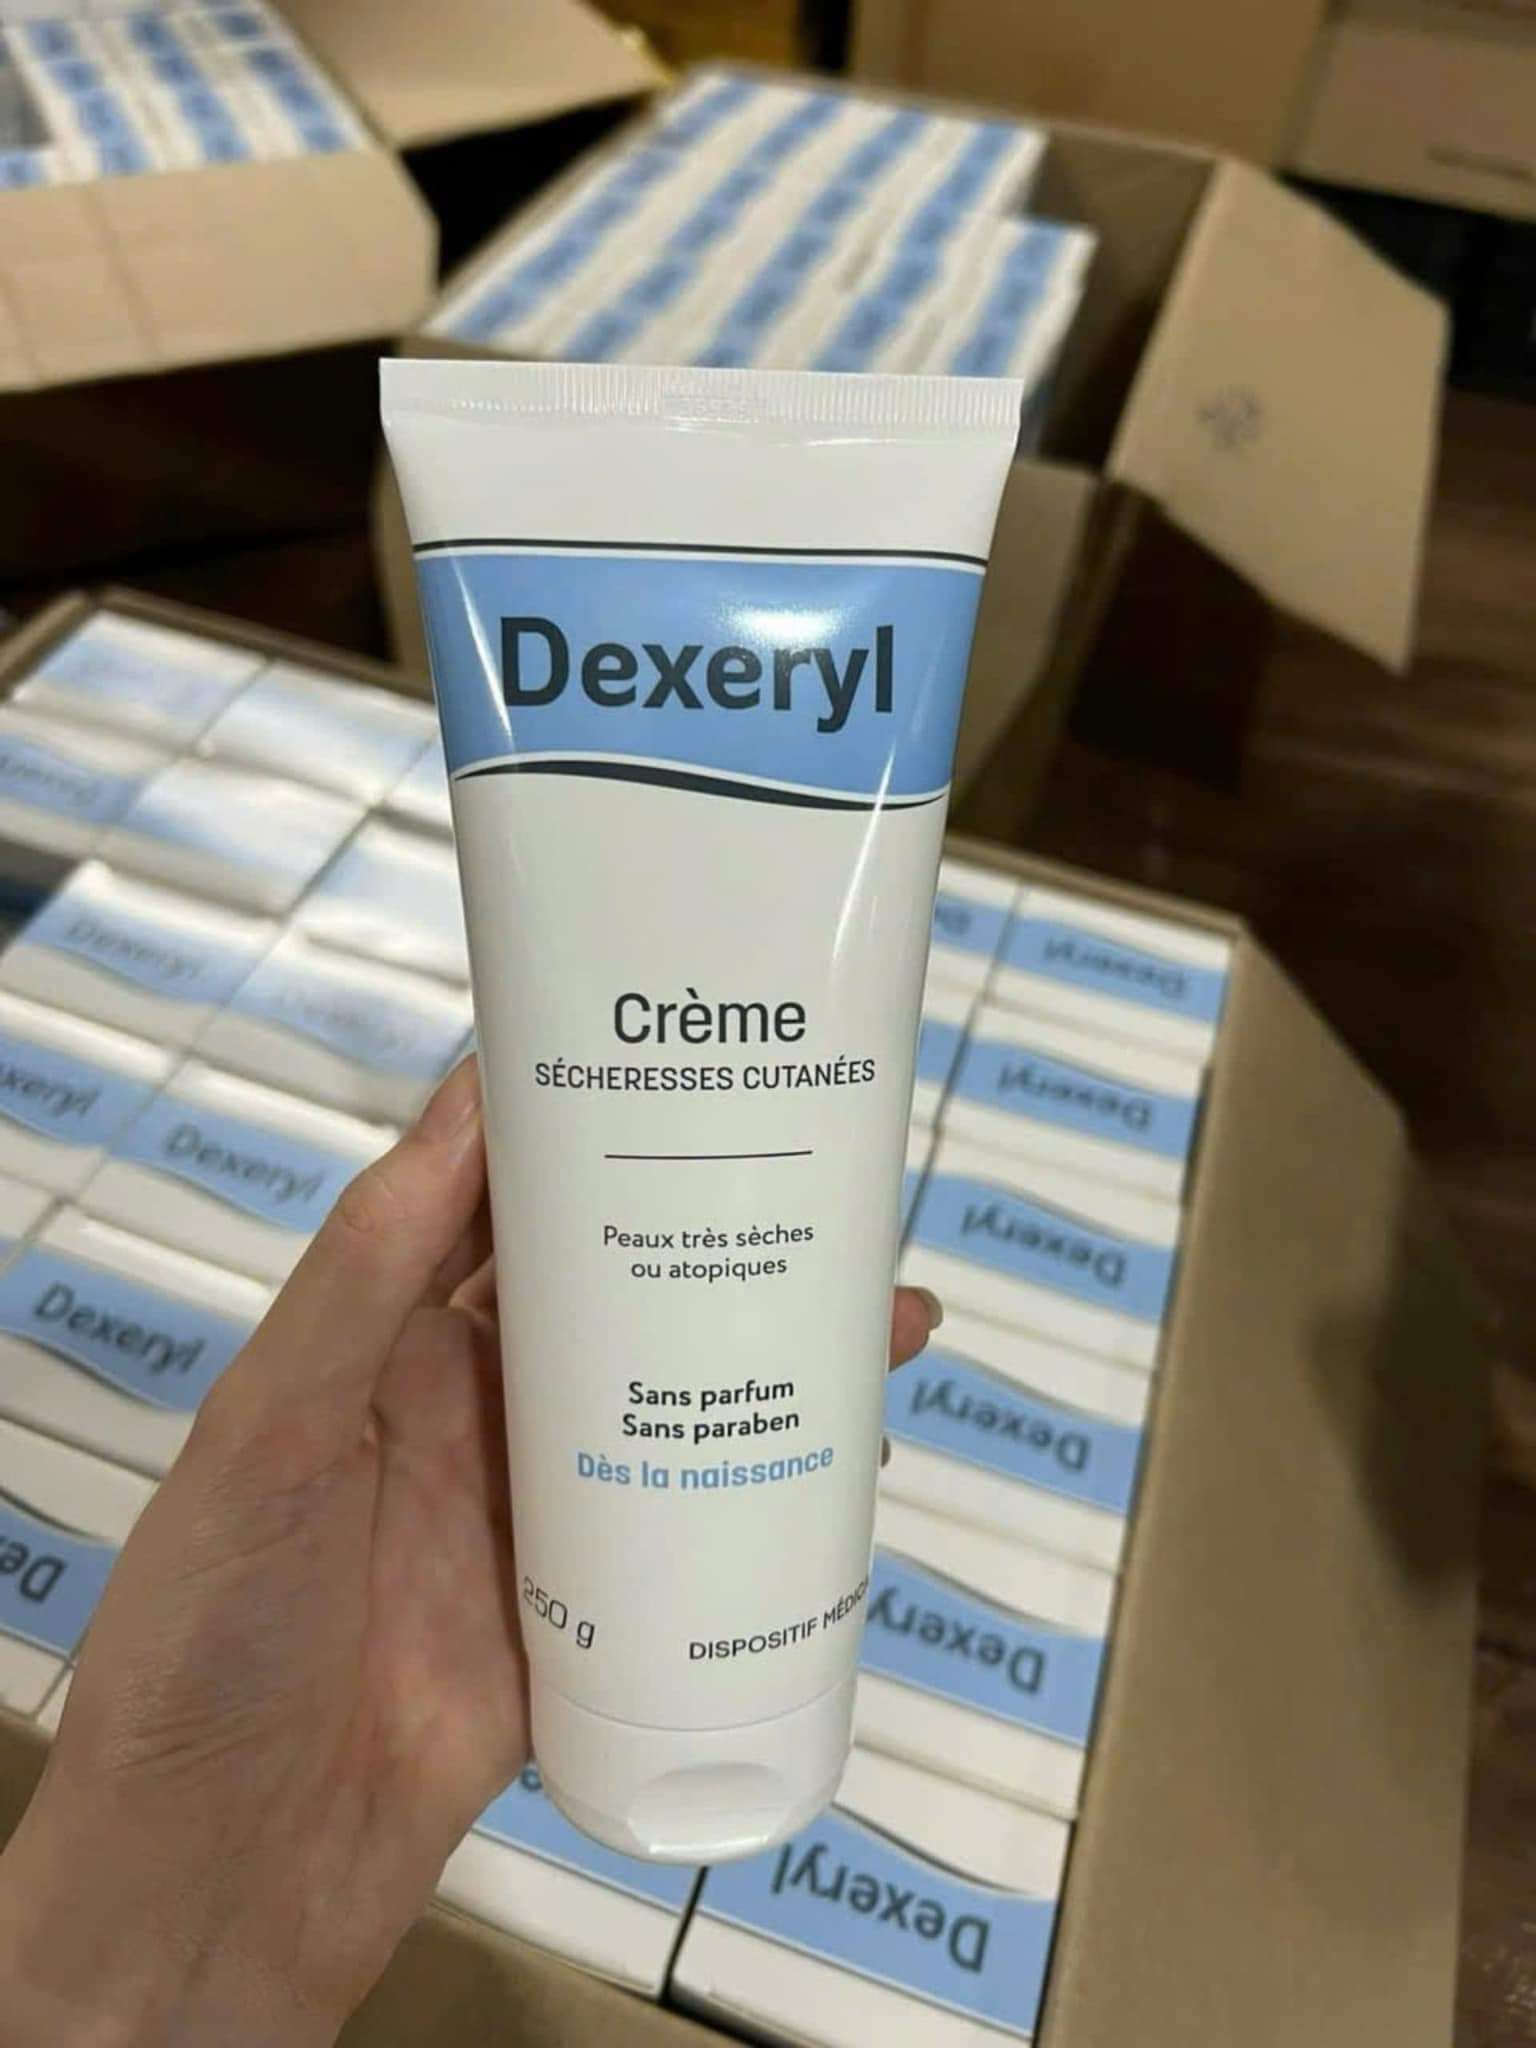 Dexeryl
Crème
SÉCHERESSES CUTANÉES
Peaux très sèches
ou atopiques
Sans parfum
Sans paraben
Dès la naissance
250 g
DISPOSITIF
Dexeryl
Dexeryl
Dexeryl
Dexeryl
Dexeryl
Dexeryl
Dexeryl
Dexeryl
Dexeryl